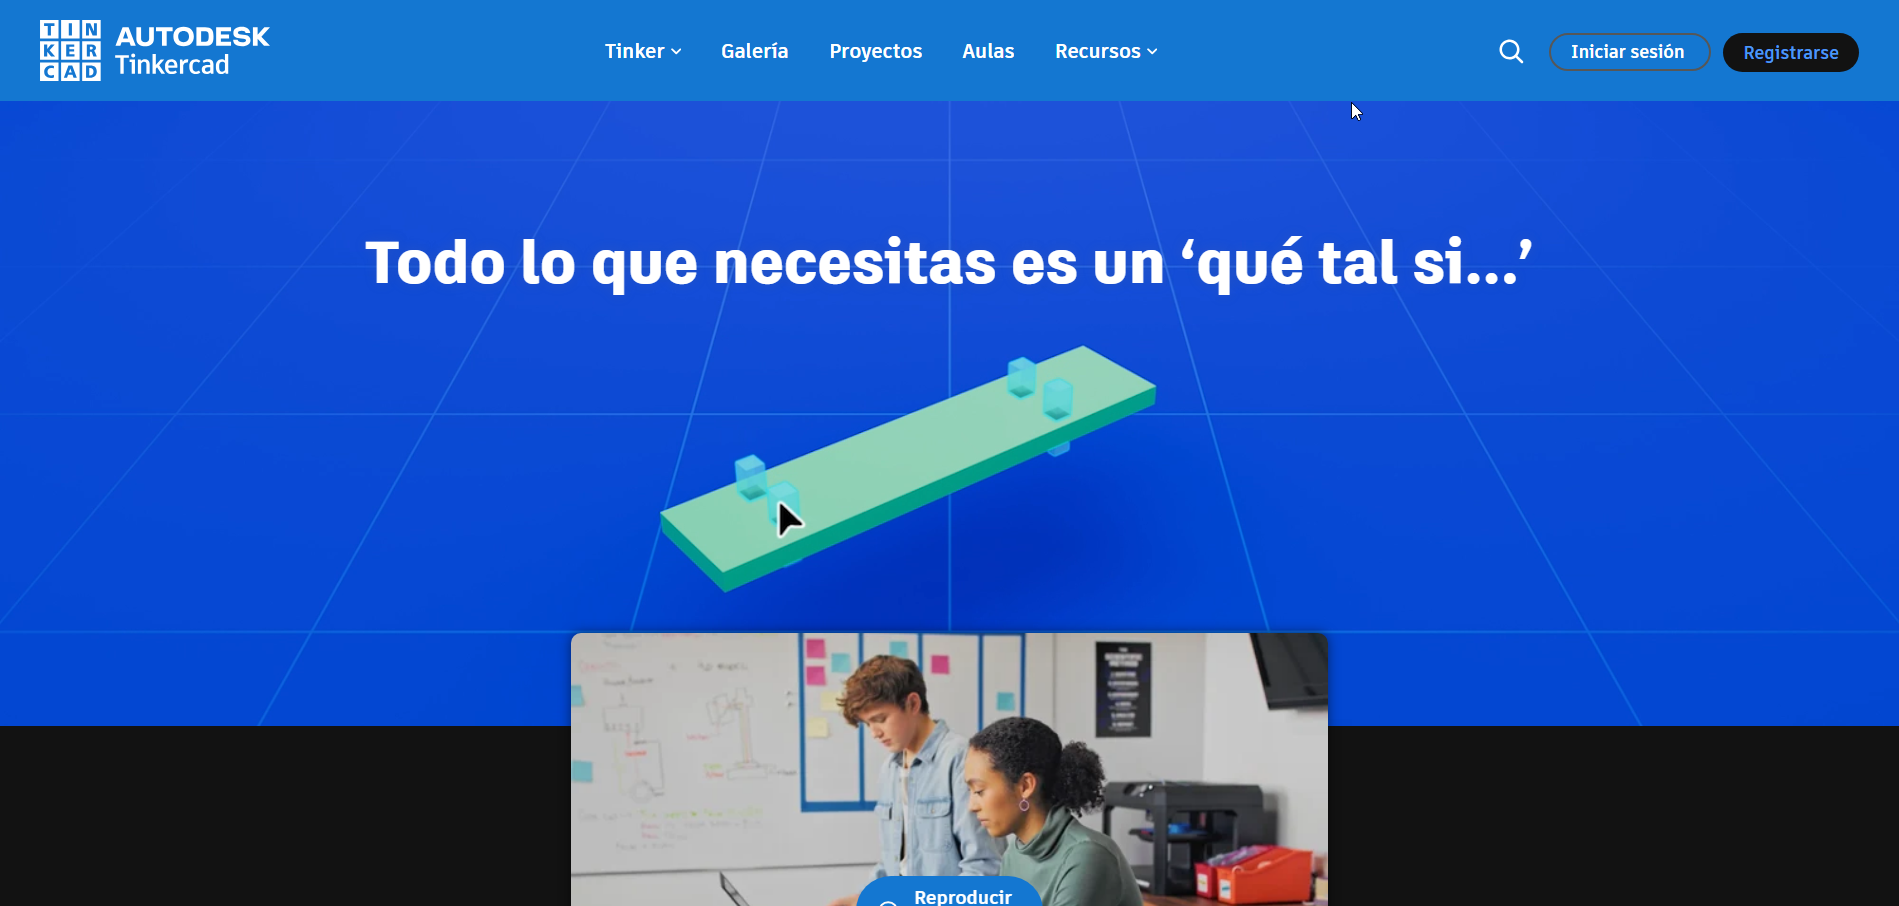 TIN
KER
CAD
AUTODESK
Tinkercad
Tinker
Galería
Proyectos
Aulas
Recursos
Iniciar sesión
Registrarse
Todo lo que necesitas es un ‘qué tal si...’
Reproducir